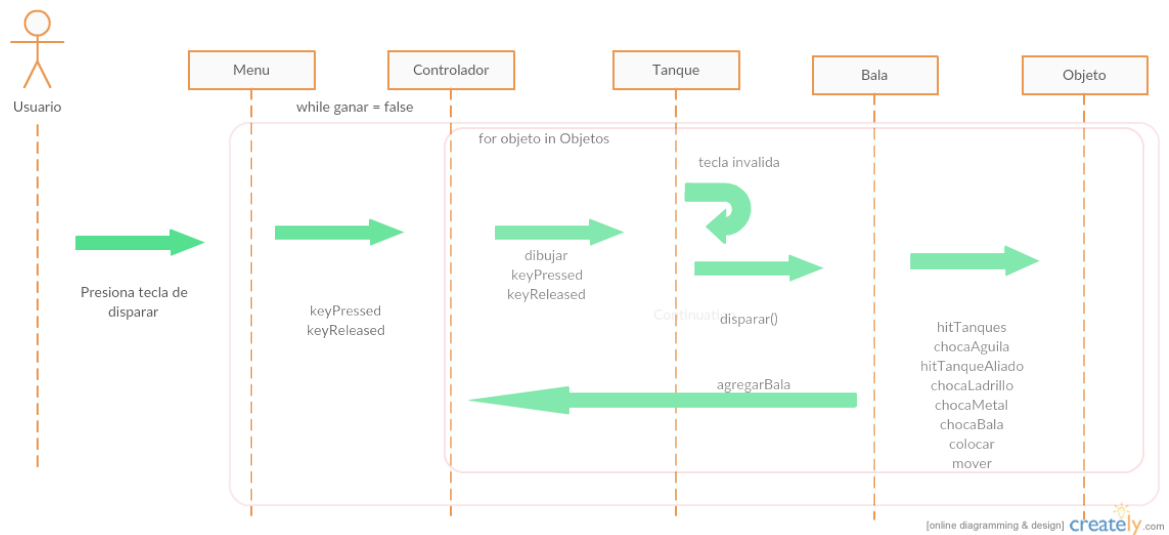 Usuario
Menu
Controlador
Tanque
Bala
Objeto
while ganar = false
for objeto in Objetos
tecla invalida
Presiona tecla de
disparar
keyPressed
keyReleased
dibujar
keyPressed
keyReleased
disparar()
agregarBala
hitTanques
chocaAguila
hitTanqueAliado
chocaLadrillo
chocaMetal
chocaBala
colocar
mover
[online diagramming & design] creately.com